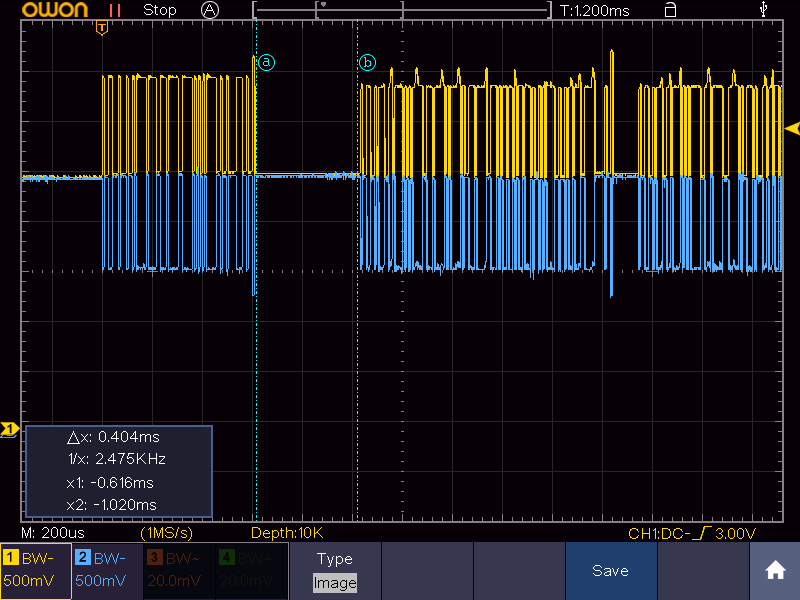 OWON Stop A T:1.200ms
T
a b
1
△x: 0.404ms
1/x: 2.475KHz
x1: -0.616ms
x2: -1.020ms
M: 200us (1MS/s) Depth:10K CH1:DC- 3.00V
1 BW~ 2 BW~ 3 BW~ 4 BW~
500mV 500mV 20.0mV 20.0mV
Type
Image
Save